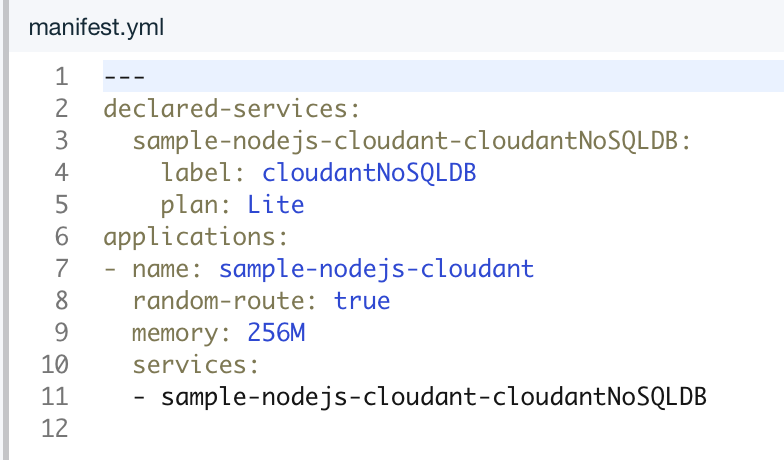 manifest.yml
1 ---
2 declared-services:
3   sample-nodejs-cloudant-cloudantNoSQLDB:
4     label: cloudantNoSQLDB
5     plan: Lite
6 applications:
7 - name: sample-nodejs-cloudant
8   random-route: true
9   memory: 256M
10   services:
11   - sample-nodejs-cloudant-cloudantNoSQLDB
12